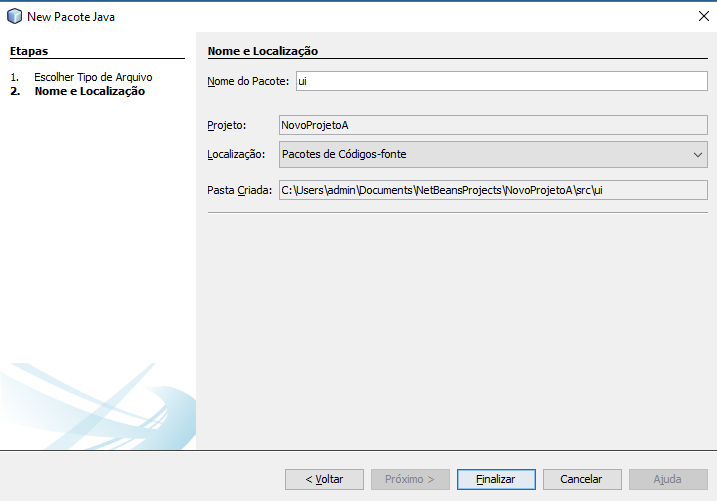 New Pacote Java
Etapas
1. Escolher Tipo de Arquivo
2. Nome e Localização
Nome e Localização
Nome do Pacote: ui
Projeto: NovoProjetoA
Localização: Pacotes de Códigos-fonte
Pasta Criada: C:\Users\admin\Documents\NetBeansProjects\NovoProjetoA\src\ui
< Voltar Próximo > Finalizar Cancelar Ajuda